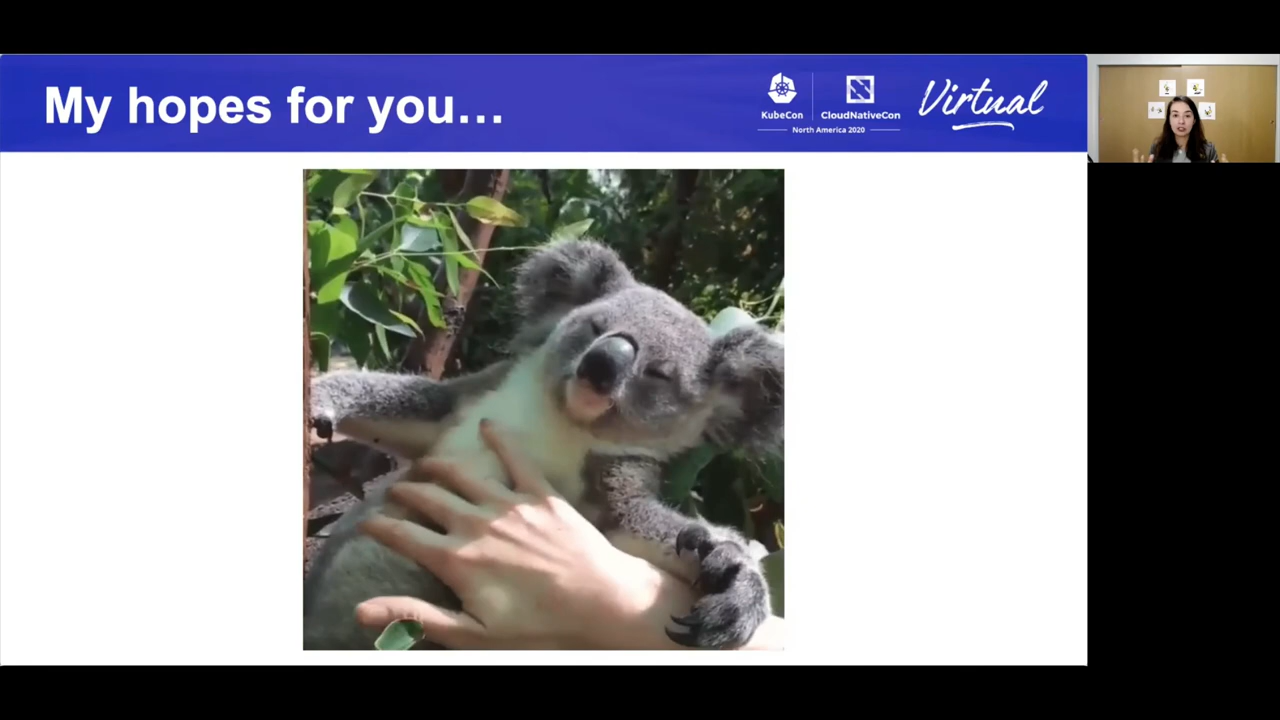 My hopes for you...
KubeCon
CloudNativeCon
North America 2020
Virtual